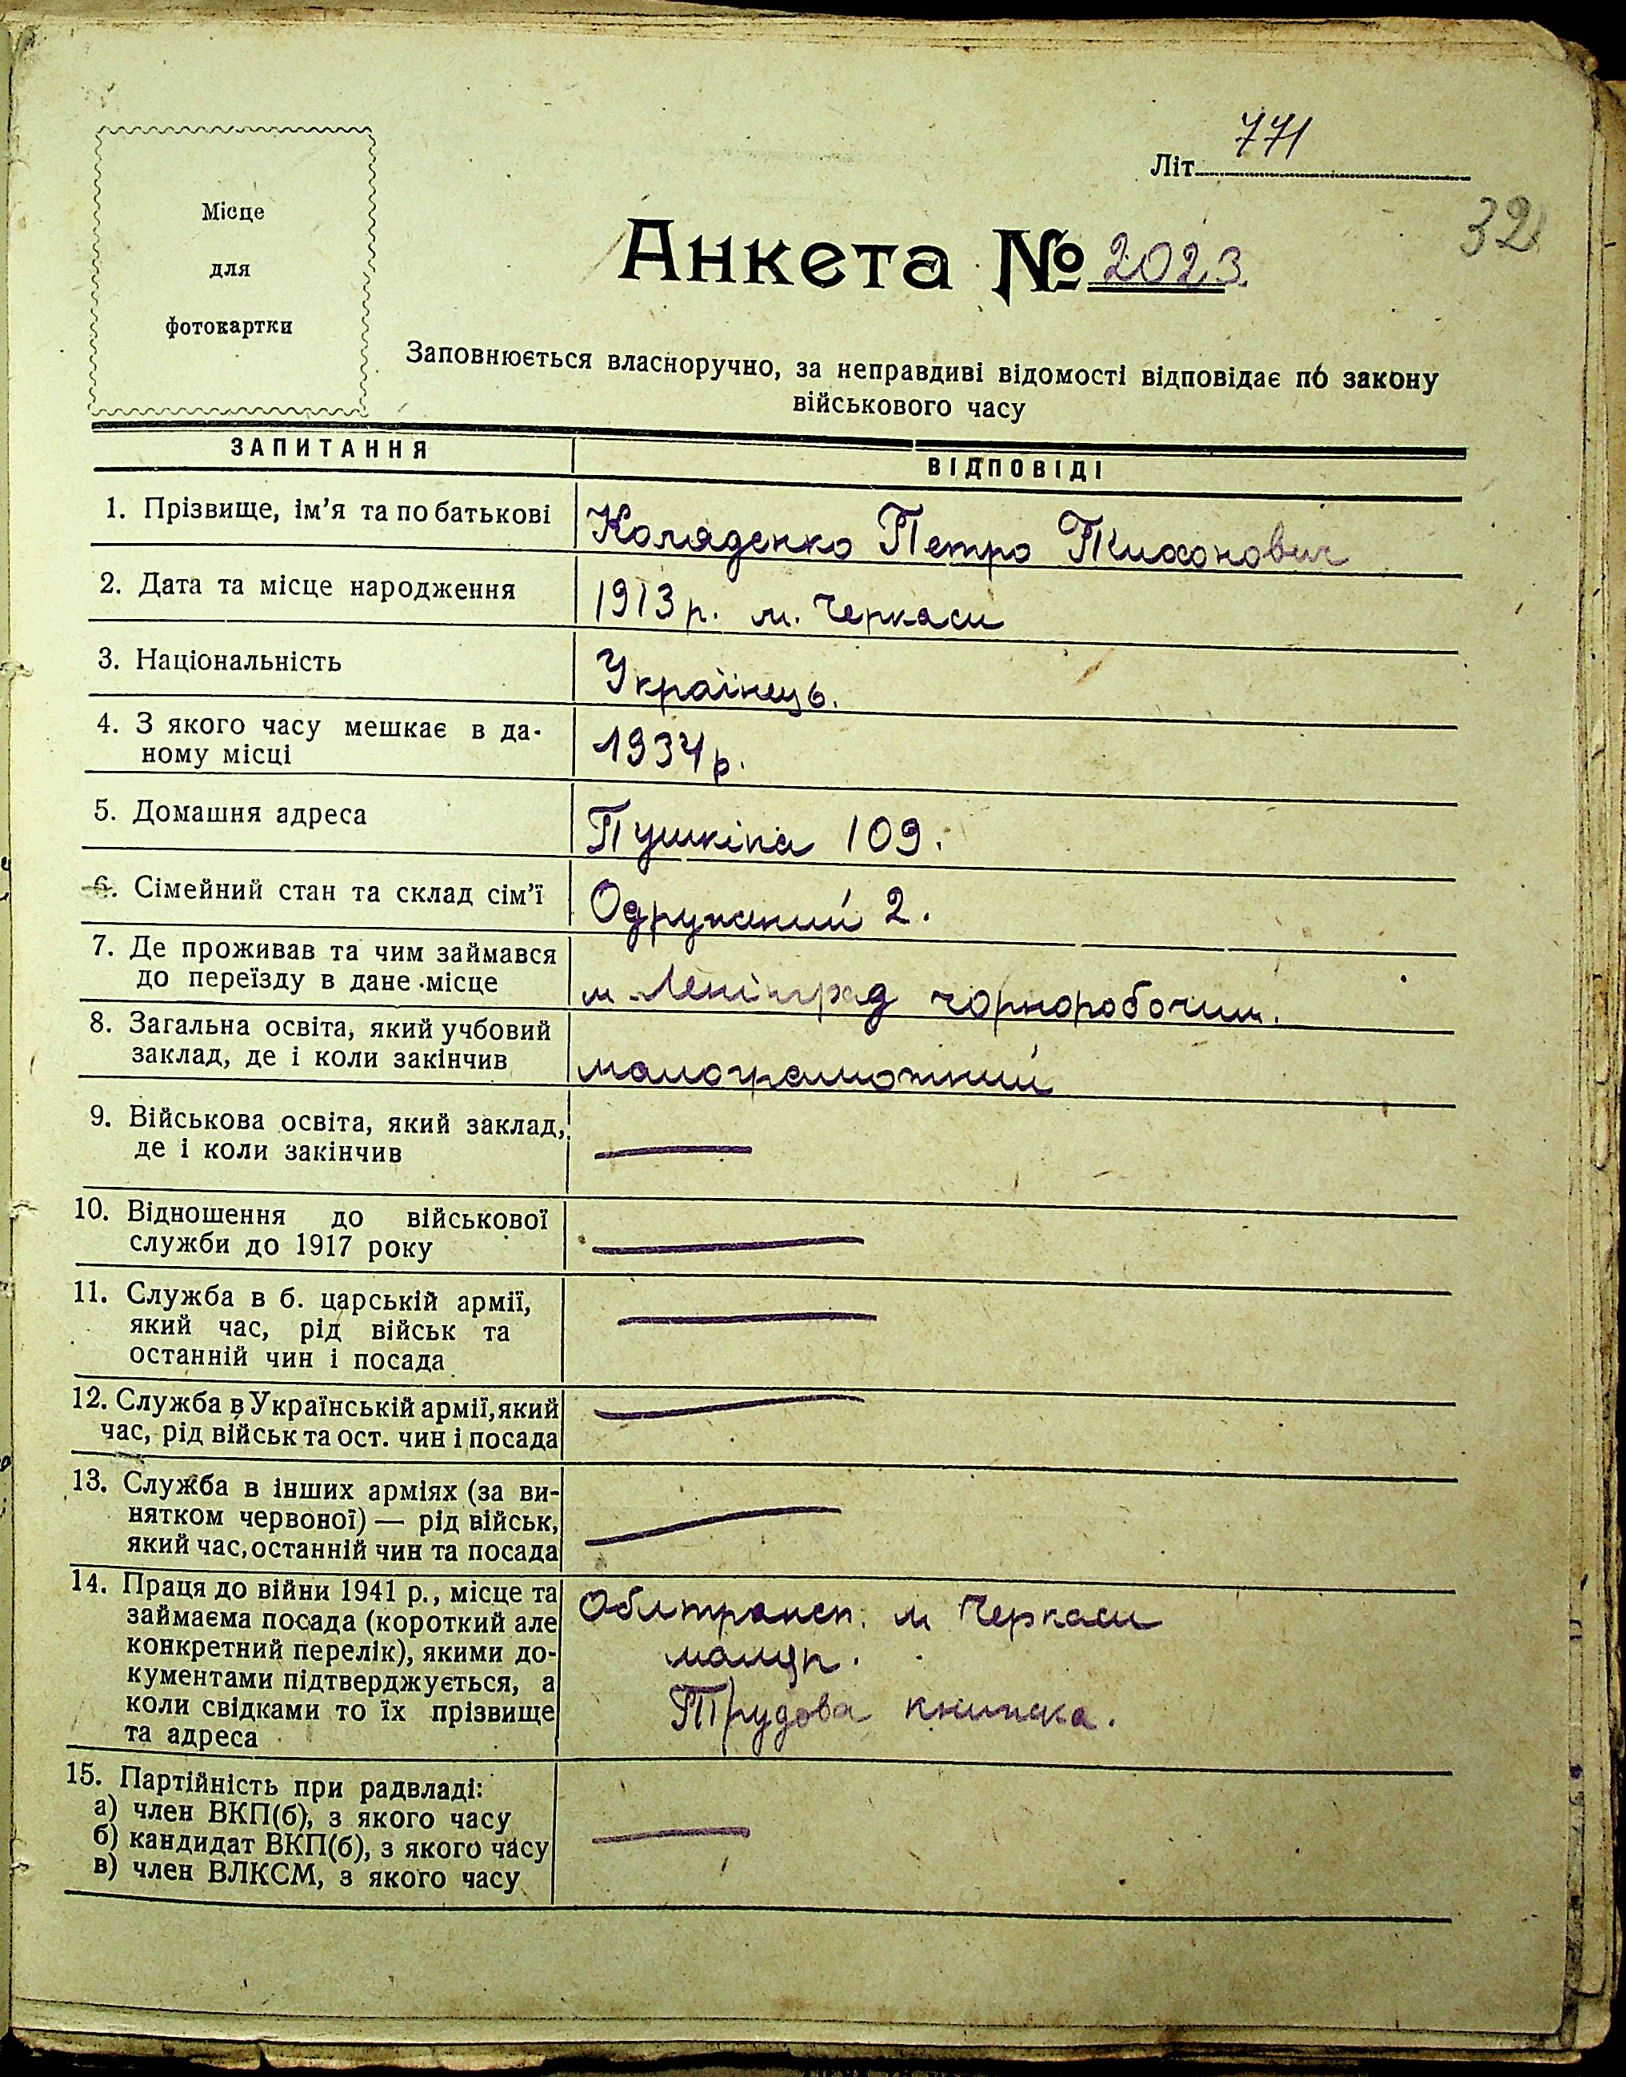 Літ. 771
32
Місце
для
фотокартки
Анкета № 2023.
Заповнюється власноручно, за неправдиві відомості відповідає по закону
військового часу
ЗАПИТАННЯ
ВІДПОВІДІ
1. Прізвище, ім’я та по батькові
Коляденко Петро Тихонович
2. Дата та місце народження
1913 р. м. Черкаси
3. Національність
Українець.
4. З якого часу мешкає в да-
ному місці
1934 р.
5. Домашня адреса
Пушкіна 109.
6. Сімейний стан та склад сім’ї
Одружений 2.
7. Де проживав та чим займався
до переїзду в дане місце
м. Ленінград чорноробочим.
8. Загальна освіта, який учбовий
заклад, де і коли закінчив
малограмотний
9. Військова освіта, який заклад,
де і коли закінчив
—
10. Відношення до військової
служби до 1917 року
—
11. Служба в б. царській армії,
який час, рід військ та
останній чин і посада
—
12. Служба в Українській армії, який
час, рід військ та ост. чин і посада
—
13. Служба в інших арміях (за ви-
нятком червоної) — рід військ,
який час, останній чин та посада
—
14. Праця до війни 1941 р., місце та
займаєма посада (короткий але
конкретний перелік), якими до-
кументами підтверджується, а
коли свідками то їх прізвище
та адреса
Облтрансп. м Черкаси
Трудова книжка.
15. Партійність при радвладі:
а) член ВКП(б), з якого часу
б) кандидат ВКП(б), з якого часу
в) член ВЛКСМ, з якого часу
—